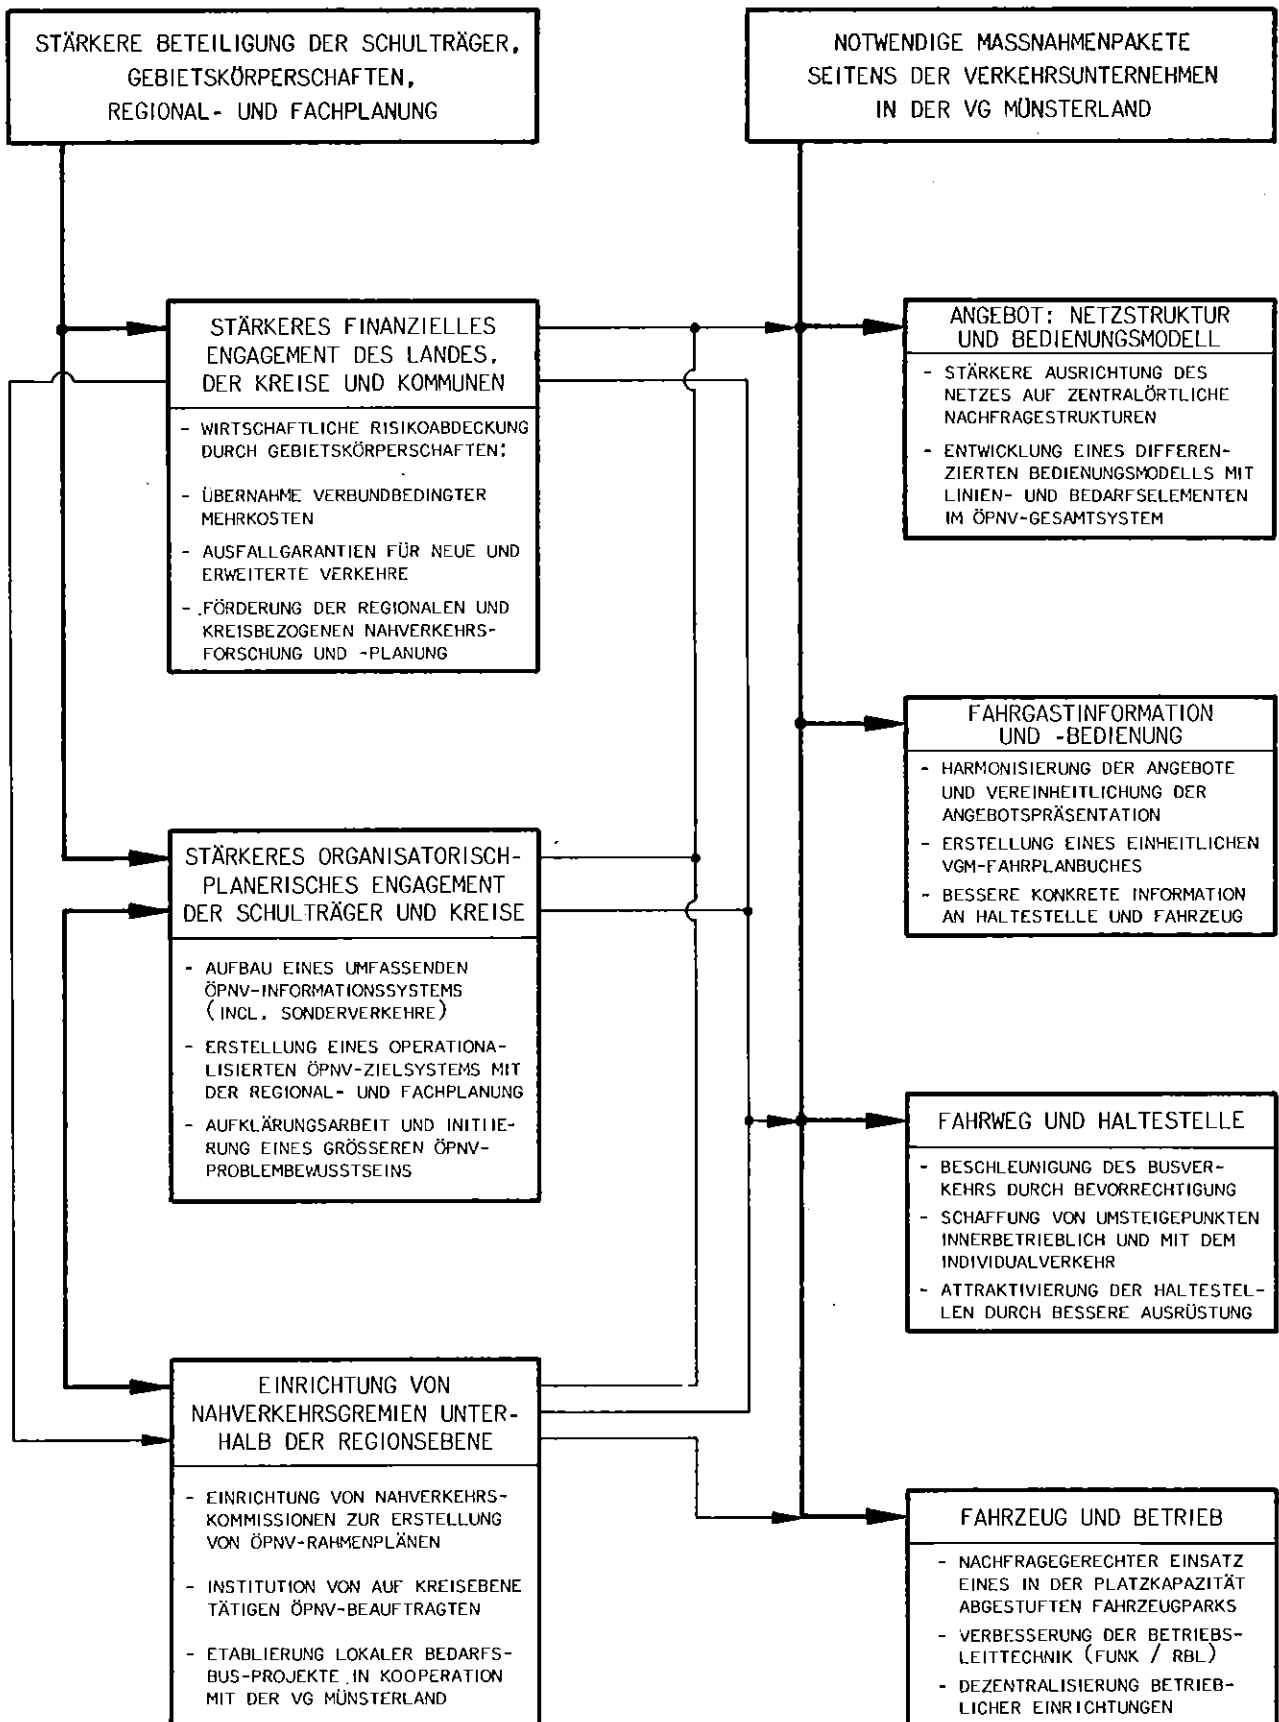 STÄRKERE BETEILIGUNG DER SCHULTRÄGER,
GEBIETSKÖRPERSCHAFTEN,
REGIONAL- UND FACHPLANUNG
NOTWENDIGE MASSNAHMENPAKETE
SEITENS DER VERKEHRSUNTERNEHMEN
IN DER VG MÜNSTERLAND
STÄRKERES FINANZIELLES
ENGAGEMENT DES LANDES,
DER KREISE UND KOMMUNEN
- WIRTSCHAFTLICHE RISIKOABDECKUNG
DURCH GEBIETSKÖRPERSCHAFTEN:
- ÜBERNAHME VERBUNDBEDINGTER
MEHRKOSTEN
- AUSFALLGARANTIEN FÜR NEUE UND
ERWEITERTE VERKEHRE
- FÖRDERUNG DER REGIONALEN UND
KREISBEZOGENEN NAHVERKEHRS-
FORSCHUNG UND -PLANUNG
STÄRKERES ORGANISATORISCH-
PLANERISCHES ENGAGEMENT
DER SCHULTRÄGER UND KREISE
- AUFBAU EINES UMFASSENDEN
ÖPNV-INFORMATIONSSYSTEMS
(INCL. SONDERVERKEHRE)
- ERSTELLUNG EINES OPERATIONA-
LISIERTEN ÖPNV-ZIELSYSTEMS MIT
DER REGIONAL- UND FACHPLANUNG
- AUFKLÄRUNGSARBEIT UND INITIIE-
RUNG EINES GRÖSSEREN ÖPNV-
PROBLEMBEWUSSTSEINS
EINRICHTUNG VON
NAHVERKEHRSGREMIEN UNTER-
HALB DER REGIONSEBENE
- EINRICHTUNG VON NAHVERKEHRS-
KOMMISSIONEN ZUR ERSTELLUNG
VON ÖPNV-RAHMENPLÄNEN
- INSTITUTION VON AUF KREISEBENE
TÄTIGEN ÖPNV-BEAUFTRAGTEN
- ETABLIERUNG LOKALER BEDARFS-
BUS-PROJEKTE IN KOOPERATION
MIT DER VG MÜNSTERLAND
ANGEBOT: NETZSTRUKTUR
UND BEDIENUNGSMODELL
- STÄRKERE AUSRICHTUNG DES
NETZES AUF ZENTRALÖRTLICHE
NACHFRAGESTRUKTUREN
- ENTWICKLUNG EINES DIFFEREN-
ZIERTEN BEDIENUNGSMODELLS MIT
LINIEN- UND BEDARFSELEMENTEN
IM ÖPNV-GESAMTSYSTEM
FAHRGASTINFORMATION
UND -BEDIENUNG
- HARMONISIERUNG DER ANGEBOTE
UND VEREINHEITLICHUNG DER
ANGEBOTSPRÄSENTATION
- ERSTELLUNG EINES EINHEITLICHEN
VGM-FAHRPLANBUCHES
- BESSERE KONKRETE INFORMATION
AN HALTESTELLE UND FAHRZEUG
FAHRWEG UND HALTESTELLE
- BESCHLEUNIGUNG DES BUSVER-
KEHRS DURCH BEVORRECHTIGUNG
- SCHAFFUNG VON UMSTEIGEPUNKTEN
INNERBETRIEBLICH UND MIT DEM
INDIVIDUALVERKEHR
- ATTRAKTIVIERUNG DER HALTESTEL-
LEN DURCH BESSERE AUSRÜSTUNG
FAHRZEUG UND BETRIEB
- NACHFRAGEGERECHTER EINSATZ
EINES IN DER PLATZKAPAZITÄT
ABGESTUFTEN FAHRZEUGPARKS
- VERBESSERUNG DER BETRIEBS-
LEITTECHNIK (FUNK / RBL)
- DEZENTRALISIERUNG BETRIEB-
LICHER EINRICHTUNGEN